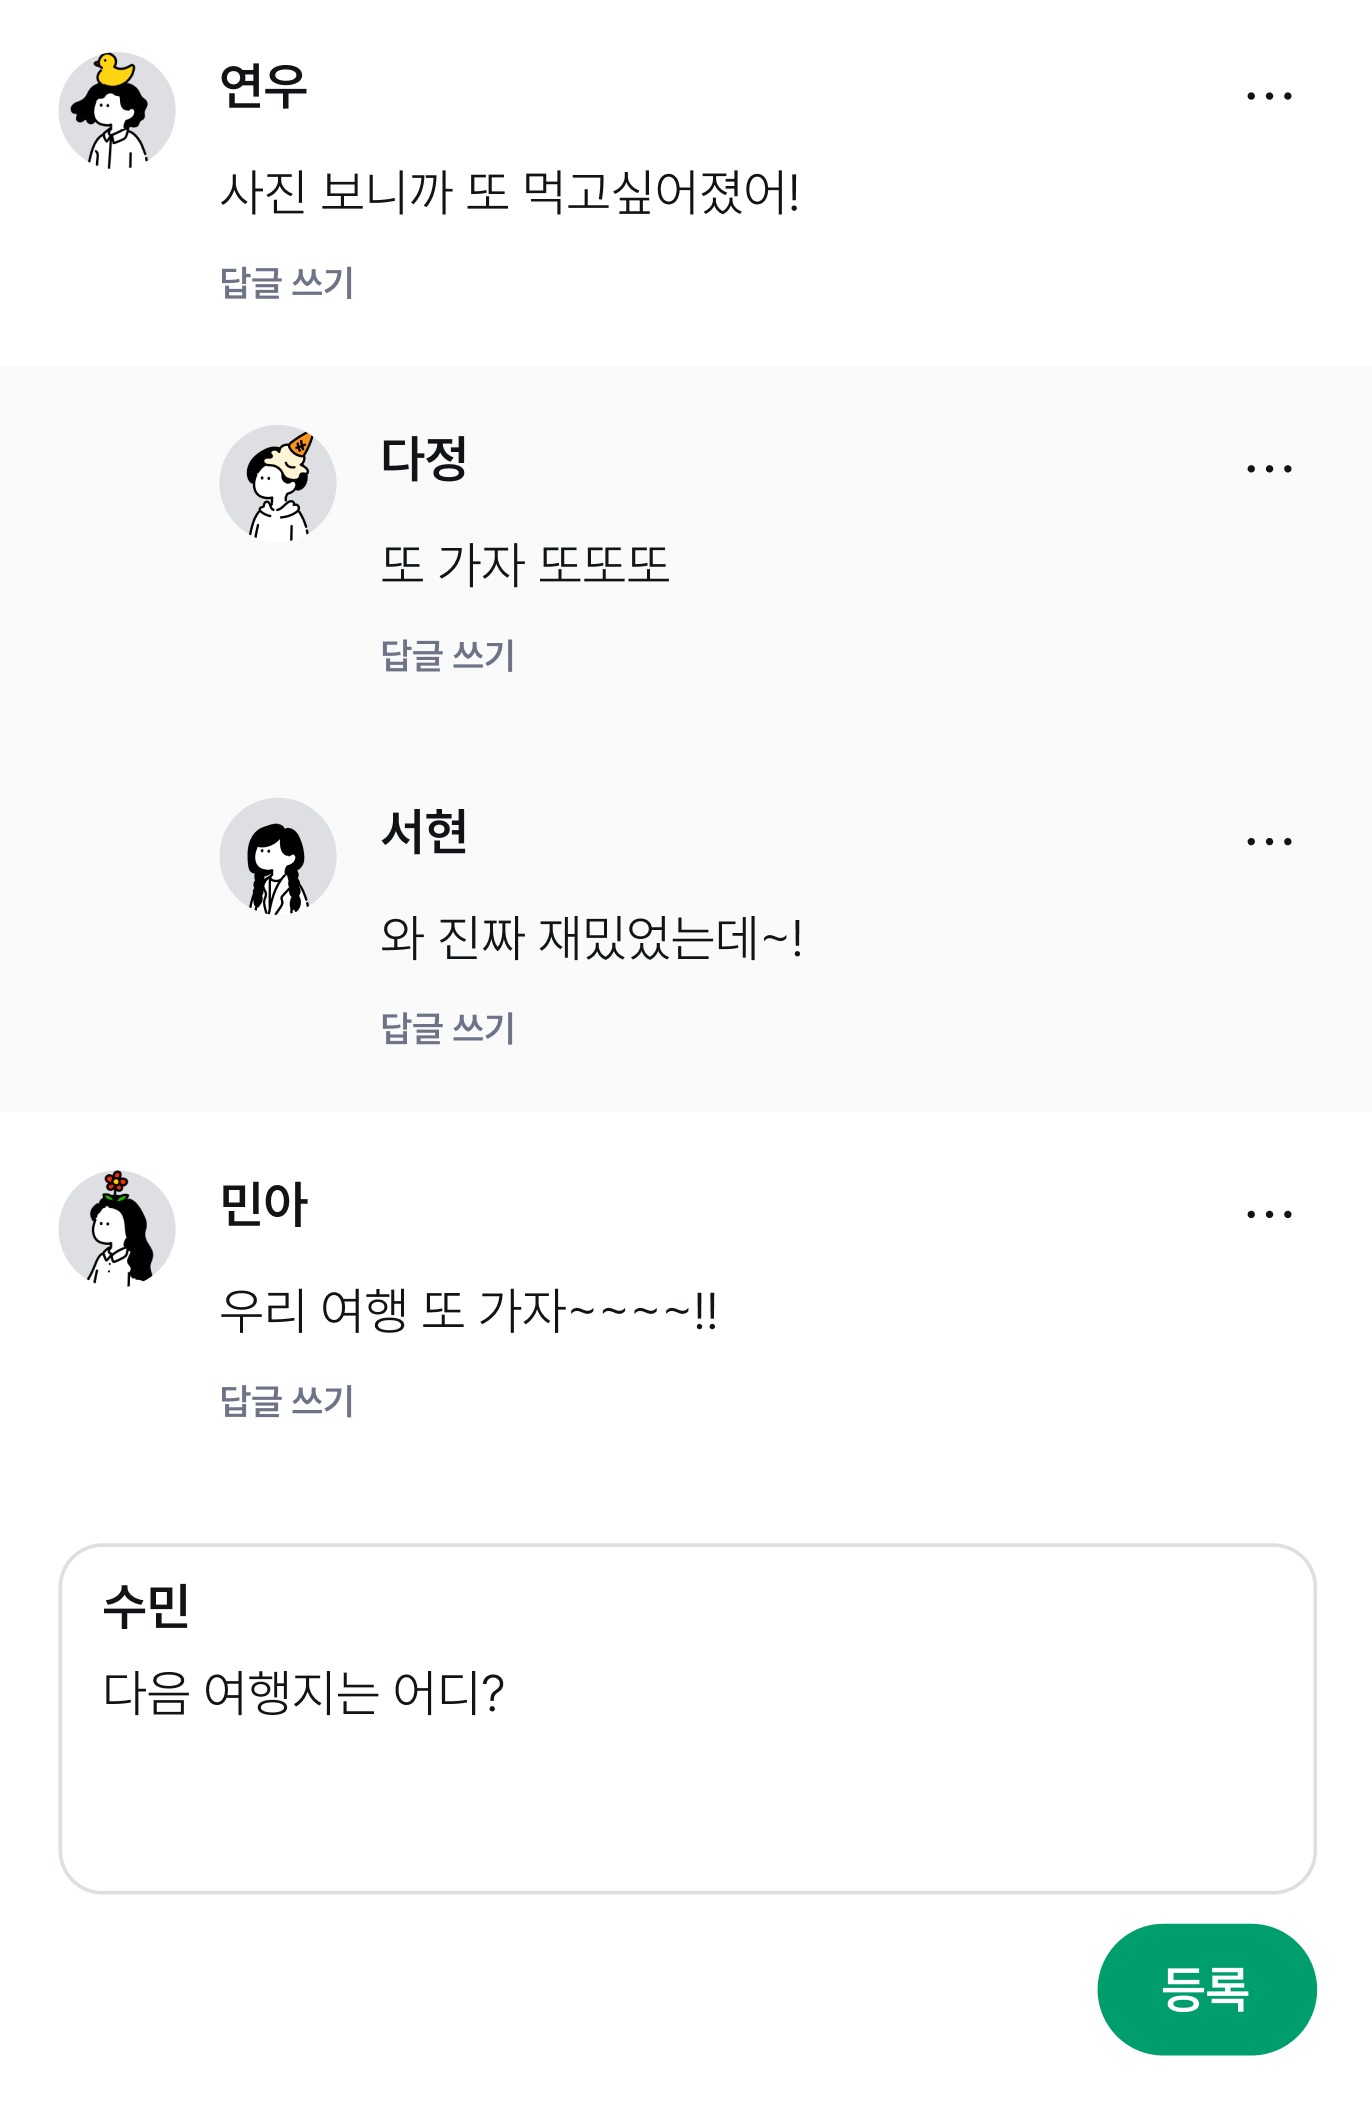 연우
사진 보니까 또 먹고싶어졌어!
답글 쓰기
다정
또 가자 또또또
답글 쓰기
서현
와 진짜 재밌었는데~!
답글 쓰기
민아
우리 여행 또 가자~~~~!!
답글 쓰기
수민
다음 여행지는 어디?
등록